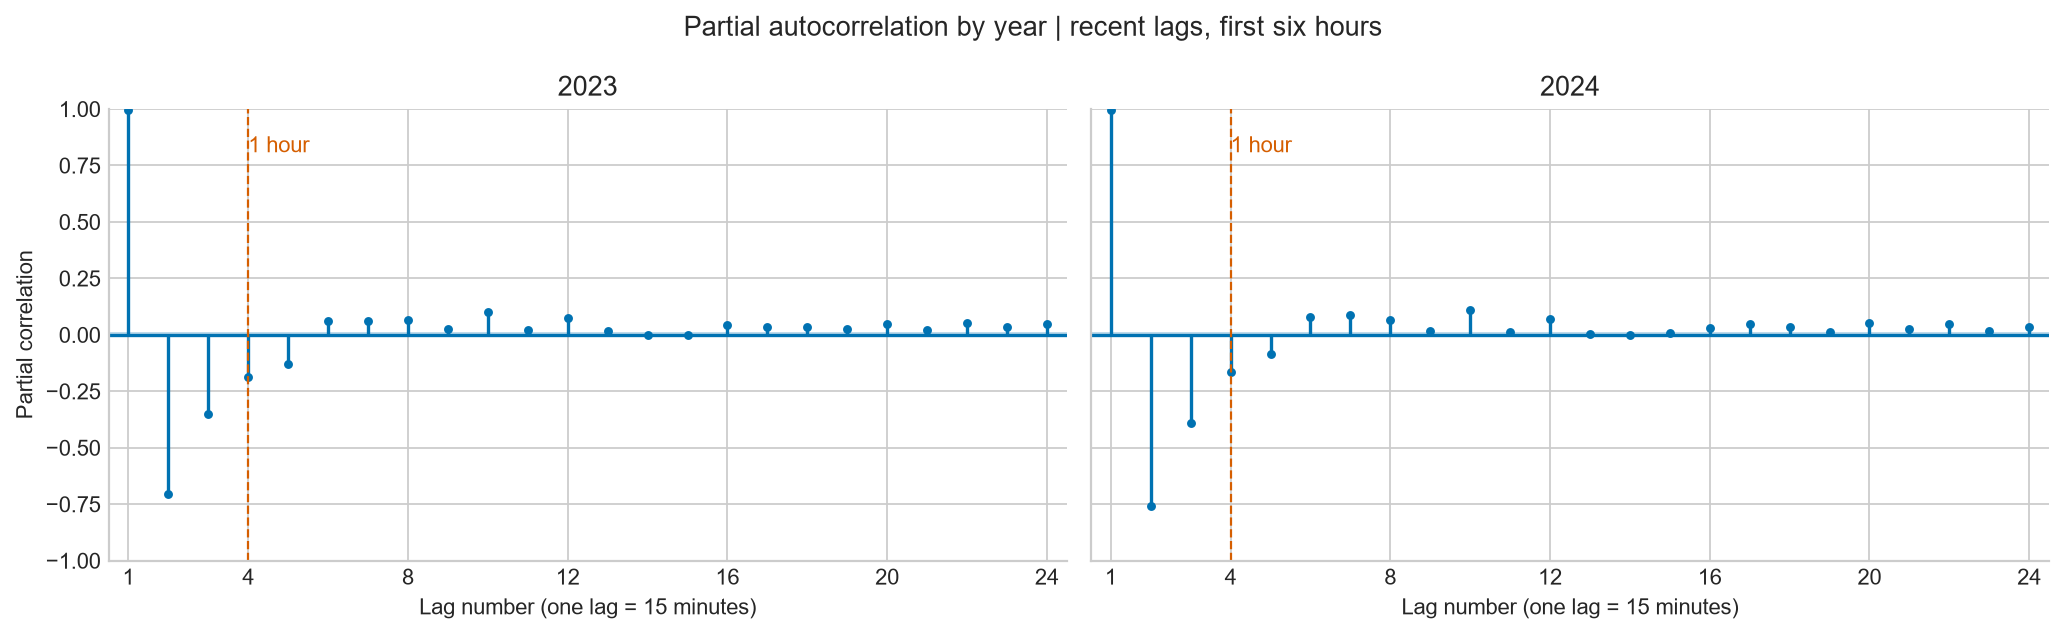 Partial autocorrelation by year | recent lags, first six hours
2023
2024
1.00
0.75
0.50
0.25
0.00
−0.25
−0.50
−0.75
−1.00
Partial correlation
1 hour
1 hour
1 4 8 12 16 20 24
1 4 8 12 16 20 24
Lag number (one lag = 15 minutes)
Lag number (one lag = 15 minutes)